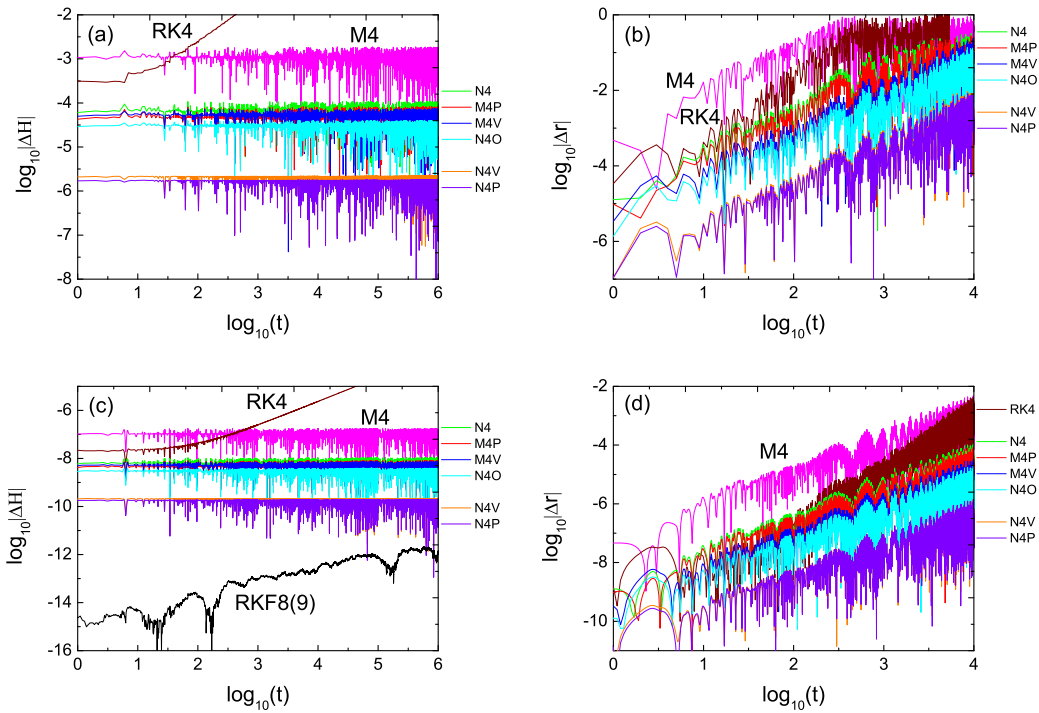 (a)
RK4
M4
log10|ΔH|
-2
-3
-4
-5
-6
-7
-8
0 1 2 3 4 5 6
log10(t)
N4
M4P
M4V
N4O
N4V
N4P
(b)
M4
RK4
log10|Δr|
0
-2
-4
-6
0 1 2 3 4
log10(t)
N4
M4P
M4V
N4O
N4V
N4P
(c)
RK4
M4
RKF8(9)
log10|ΔH|
-6
-8
-10
-12
-14
-16
0 1 2 3 4 5 6
log10(t)
N4
M4P
M4V
N4O
N4V
N4P
(d)
M4
log10|Δr|
-2
-4
-6
-8
-10
0 1 2 3 4
log10(t)
RK4
N4
M4P
M4V
N4O
N4V
N4P